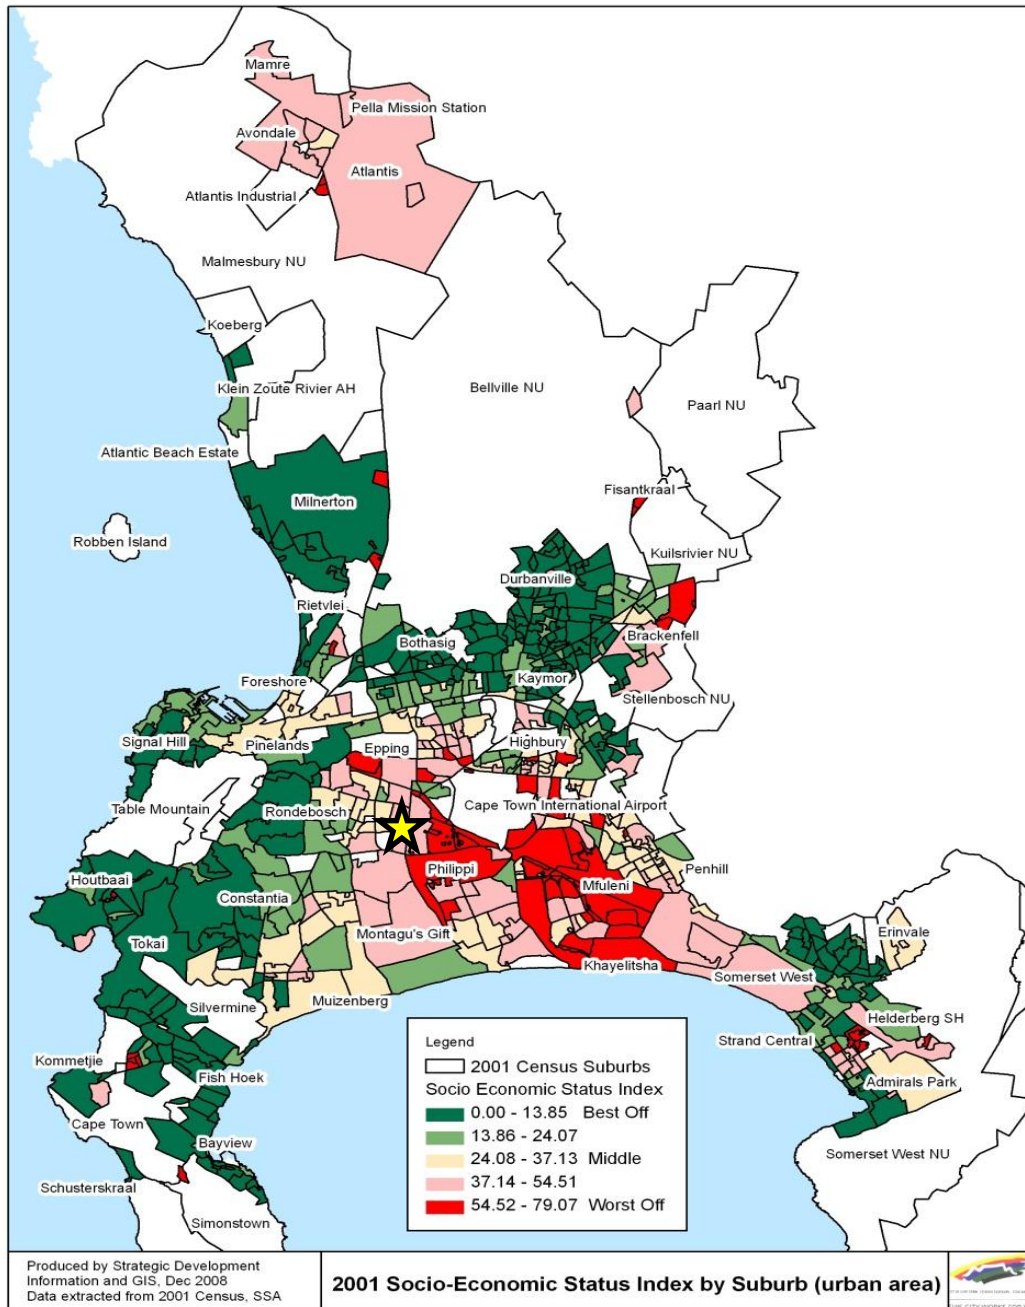 Mamre
Pella Mission Station
Avondale
Atlantis
Atlantis Industrial
Malmesbury NU
Koeberg
Klein Zoute Rivier AH
Bellville NU
Paarl NU
Atlantic Beach Estate
Milnerton
Fisantkraal
Robben Island
Kuilsrivier NU
Durbanville
Rietvlei
Bothasig
Brackenfell
Kaymor
Foreshore
Stellenbosch NU
Signal Hill
Pinelands
Epping
Highbury
Table Mountain
Rondebosch
Cape Town International Airport
Philippi
Penhill
Houtbaai
Mfuleni
Constantia
Montagu's Gift
Tokai
Erinvale
Khayelitsha
Somerset West
Silvermine
Muizenberg
Helderberg SH
Strand Central
Kommetjie
Fish Hoek
Admirals Park
Cape Town
Bayview
Somerset West NU
Schusterskraal
Simonstown
Legend
2001 Census Suburbs
Socio Economic Status Index
0.00 - 13.85 Best Off
13.86 - 24.07
24.08 - 37.13 Middle
37.14 - 54.51
54.52 - 79.07 Worst Off
Produced by Strategic Development
Information and GIS, Dec 2008
Data extracted from 2001 Census, SSA
2001 Socio-Economic Status Index by Suburb (urban area)